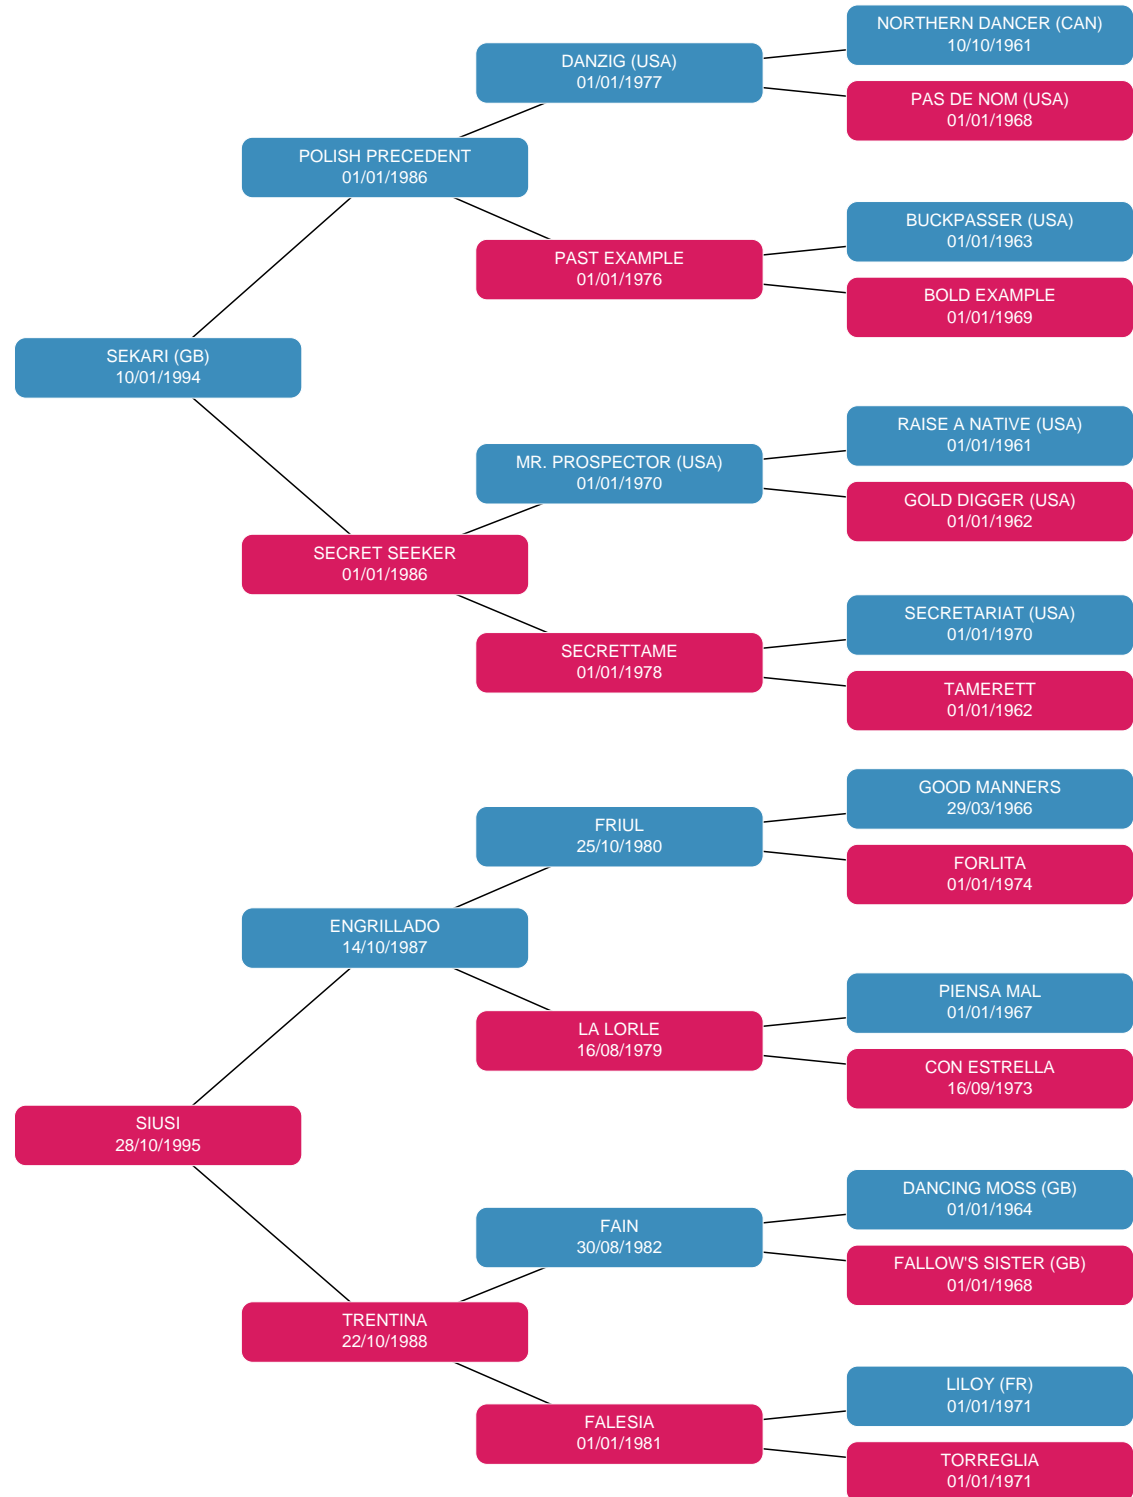 NORTHERN DANCER (CAN)
10/10/1961
DANZIG (USA)
01/01/1977
PAS DE NOM (USA)
01/01/1968
POLISH PRECEDENT
01/01/1986
BUCKPASSER (USA)
01/01/1963
PAST EXAMPLE
01/01/1976
BOLD EXAMPLE
01/01/1969
SEKARI (GB)
10/01/1994
RAISE A NATIVE (USA)
01/01/1961
MR. PROSPECTOR (USA)
01/01/1970
GOLD DIGGER (USA)
01/01/1962
SECRET SEEKER
01/01/1986
SECRETARIAT (USA)
01/01/1970
SECRETTAME
01/01/1978
TAMERETT
01/01/1962
GOOD MANNERS
29/03/1966
FRIUL
25/10/1980
FORLITA
01/01/1974
ENGRILLADO
14/10/1987
PIENSA MAL
01/01/1967
LA LORLE
16/08/1979
CON ESTRELLA
16/09/1973
SIUSI
28/10/1995
DANCING MOSS (GB)
01/01/1964
FAIN
30/08/1982
FALLOW'S SISTER (GB)
01/01/1968
TRENTINA
22/10/1988
LILOY (FR)
01/01/1971
FALESIA
01/01/1981
TORREGLIA
01/01/1971